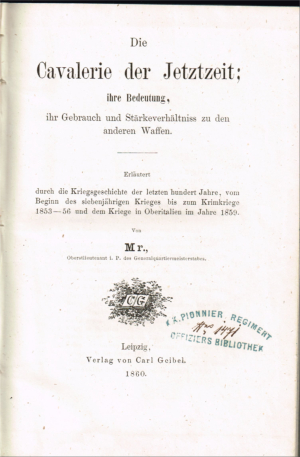 Die
Cavalerie der Jetztzeit;
ihre Bedeutung,
ihr Gebrauch und Stärkeverhältniss zu den
anderen Waffen.
Erläutert
durch die Kriegsgeschichte der letzten hundert Jahre, vom
Beginn des siebenjährigen Krieges bis zum Krimkriege
1853—56 und dem Kriege in Oberitalien im Jahre 1859.
Von
Mr.,
Oberstlieutenant i. P. des Generalquartiermeisterstabes.
CG
K.K. PIONNIER REGIMENT
OFFIZIERS BIBLIOTHEK
Leipzig,
Verlag von Carl Geibel.
1860.